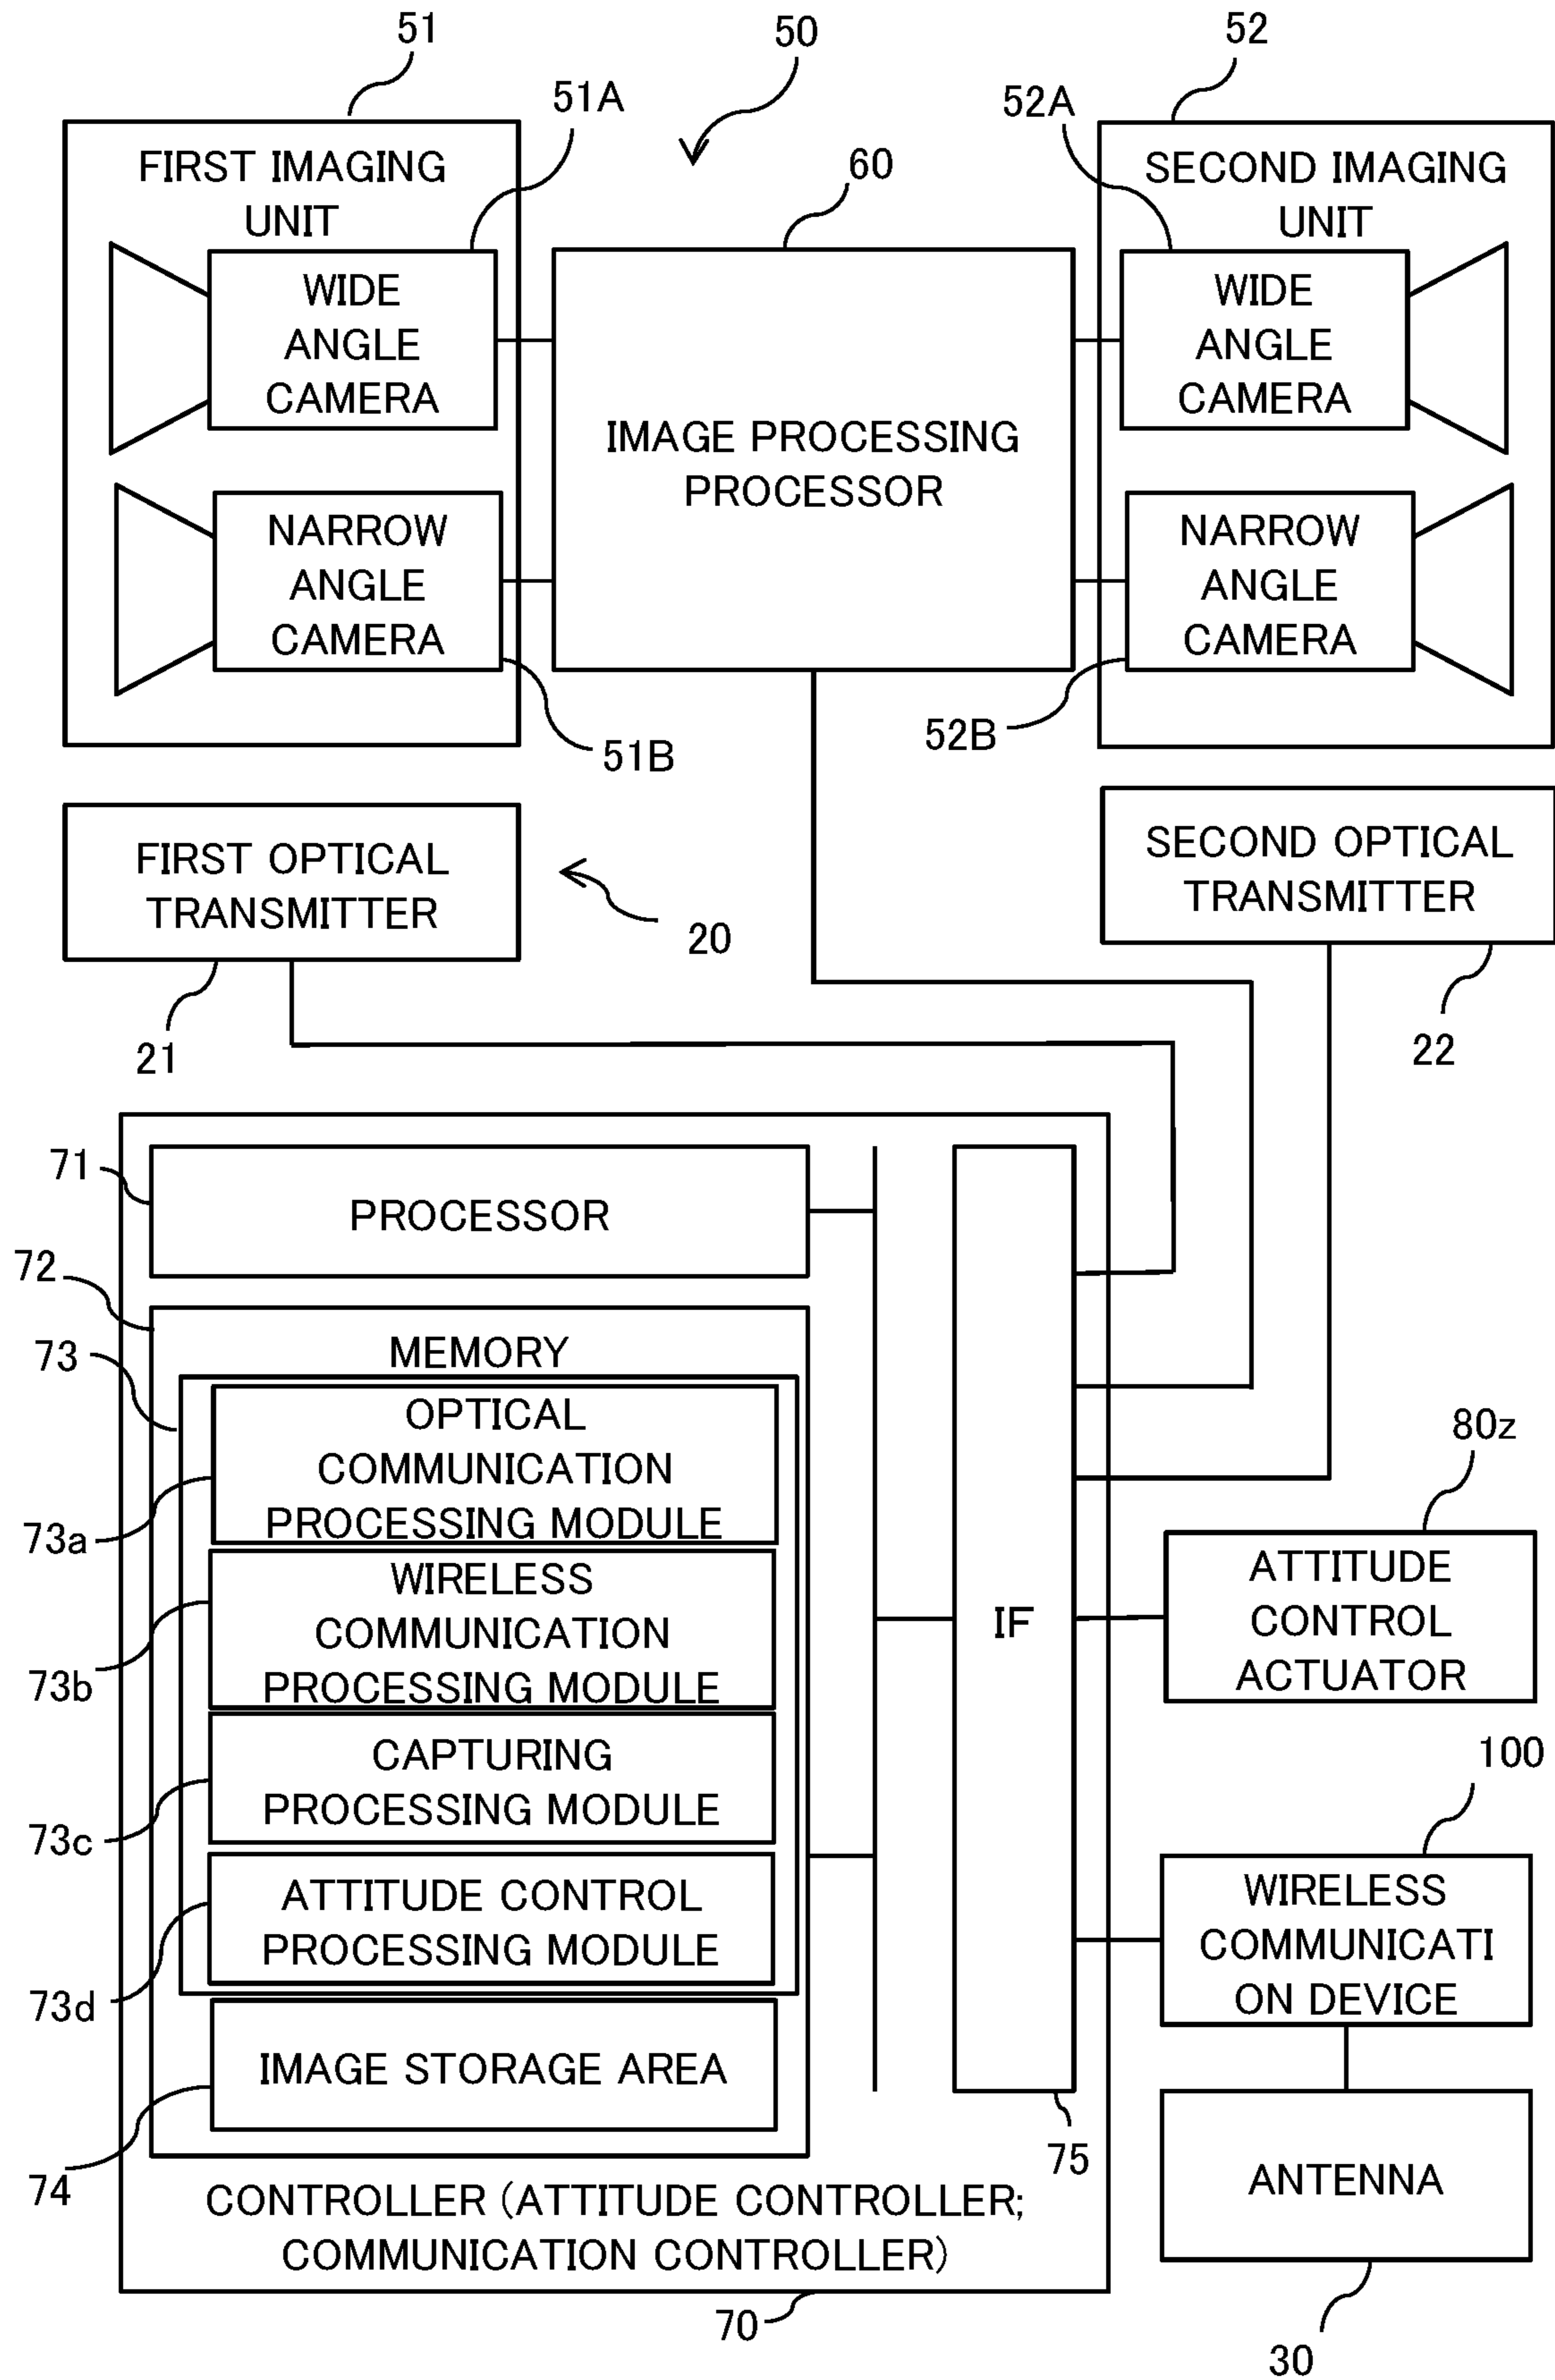 51
50
52
51A
52A
FIRST IMAGING
UNIT
60
SECOND IMAGING
UNIT
WIDE
ANGLE
CAMERA
IMAGE PROCESSING
PROCESSOR
WIDE
ANGLE
CAMERA
NARROW
ANGLE
CAMERA
NARROW
ANGLE
CAMERA
51B
52B
FIRST OPTICAL
TRANSMITTER
20
SECOND OPTICAL
TRANSMITTER
21
22
71
PROCESSOR
72
MEMORY
73
OPTICAL
COMMUNICATION
PROCESSING MODULE
73a
WIRELESS
COMMUNICATION
PROCESSING MODULE
73b
CAPTURING
PROCESSING MODULE
73c
ATTITUDE CONTROL
PROCESSING MODULE
73d
IMAGE STORAGE AREA
74
IF
75
80z
ATTITUDE
CONTROL
ACTUATOR
100
WIRELESS
COMMUNICATI
ON DEVICE
ANTENNA
30
CONTROLLER (ATTITUDE CONTROLLER;
COMMUNICATION CONTROLLER)
70